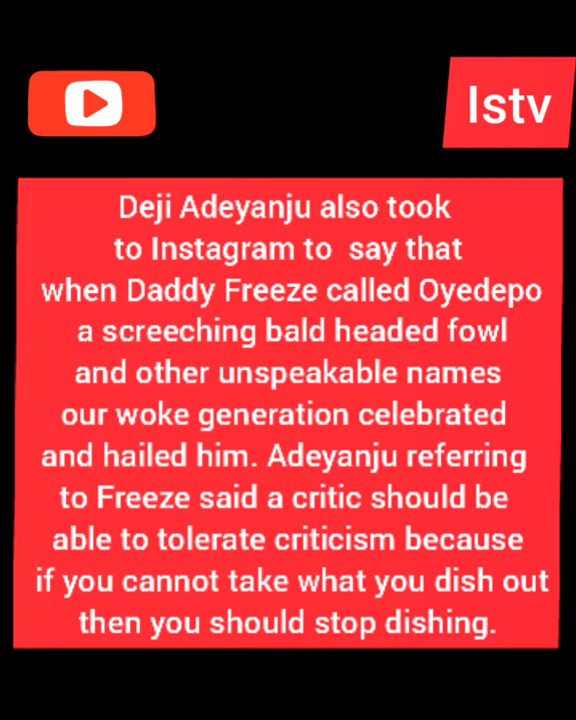 Istv
Deji Adeyanju also took
to Instagram to say that
when Daddy Freeze called Oyedepo
a screeching bald headed fowl
and other unspeakable names
our woke generation celebrated
and hailed him. Adeyanju referring
to Freeze said a critic should be
able to tolerate criticism because
if you cannot take what you dish out
then you should stop dishing.